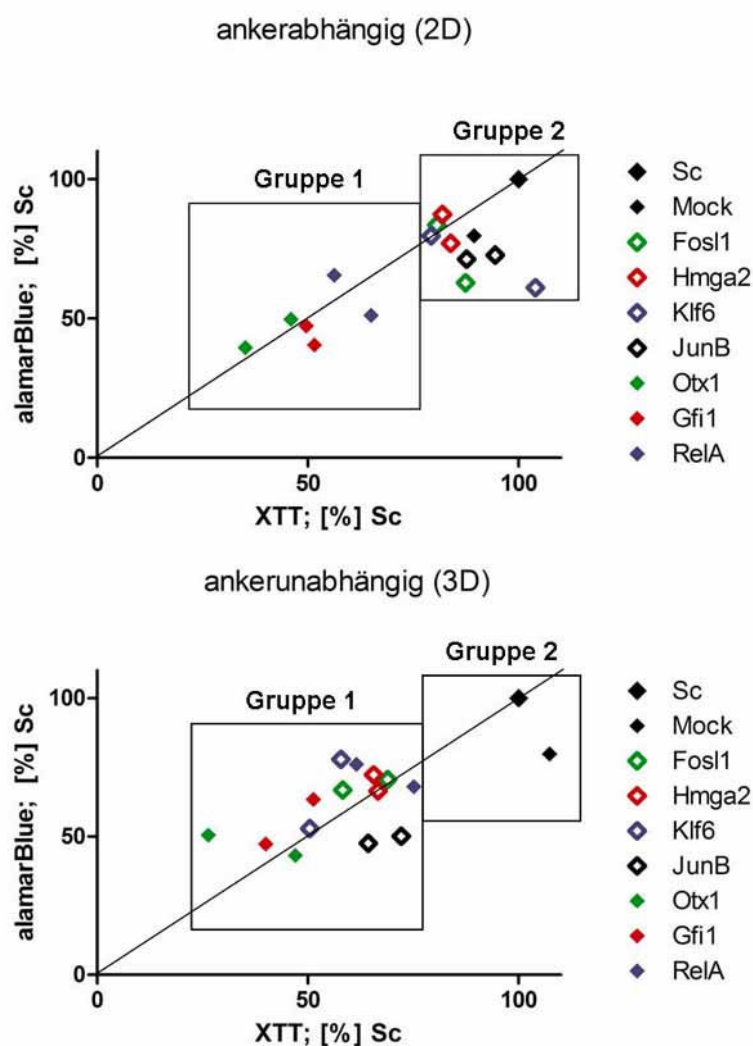 ankerabhängig (2D)
Gruppe 2
Gruppe 1
100
50
0
alamarBlue; [%] Sc
0
50
100
XTT; [%] Sc
Sc
Mock
Fosl1
Hmga2
Klf6
JunB
Otx1
Gfi1
RelA
ankerunabhängig (3D)
Gruppe 2
Gruppe 1
100
50
0
alamarBlue; [%] Sc
0
50
100
XTT; [%] Sc
Sc
Mock
Fosl1
Hmga2
Klf6
JunB
Otx1
Gfi1
RelA